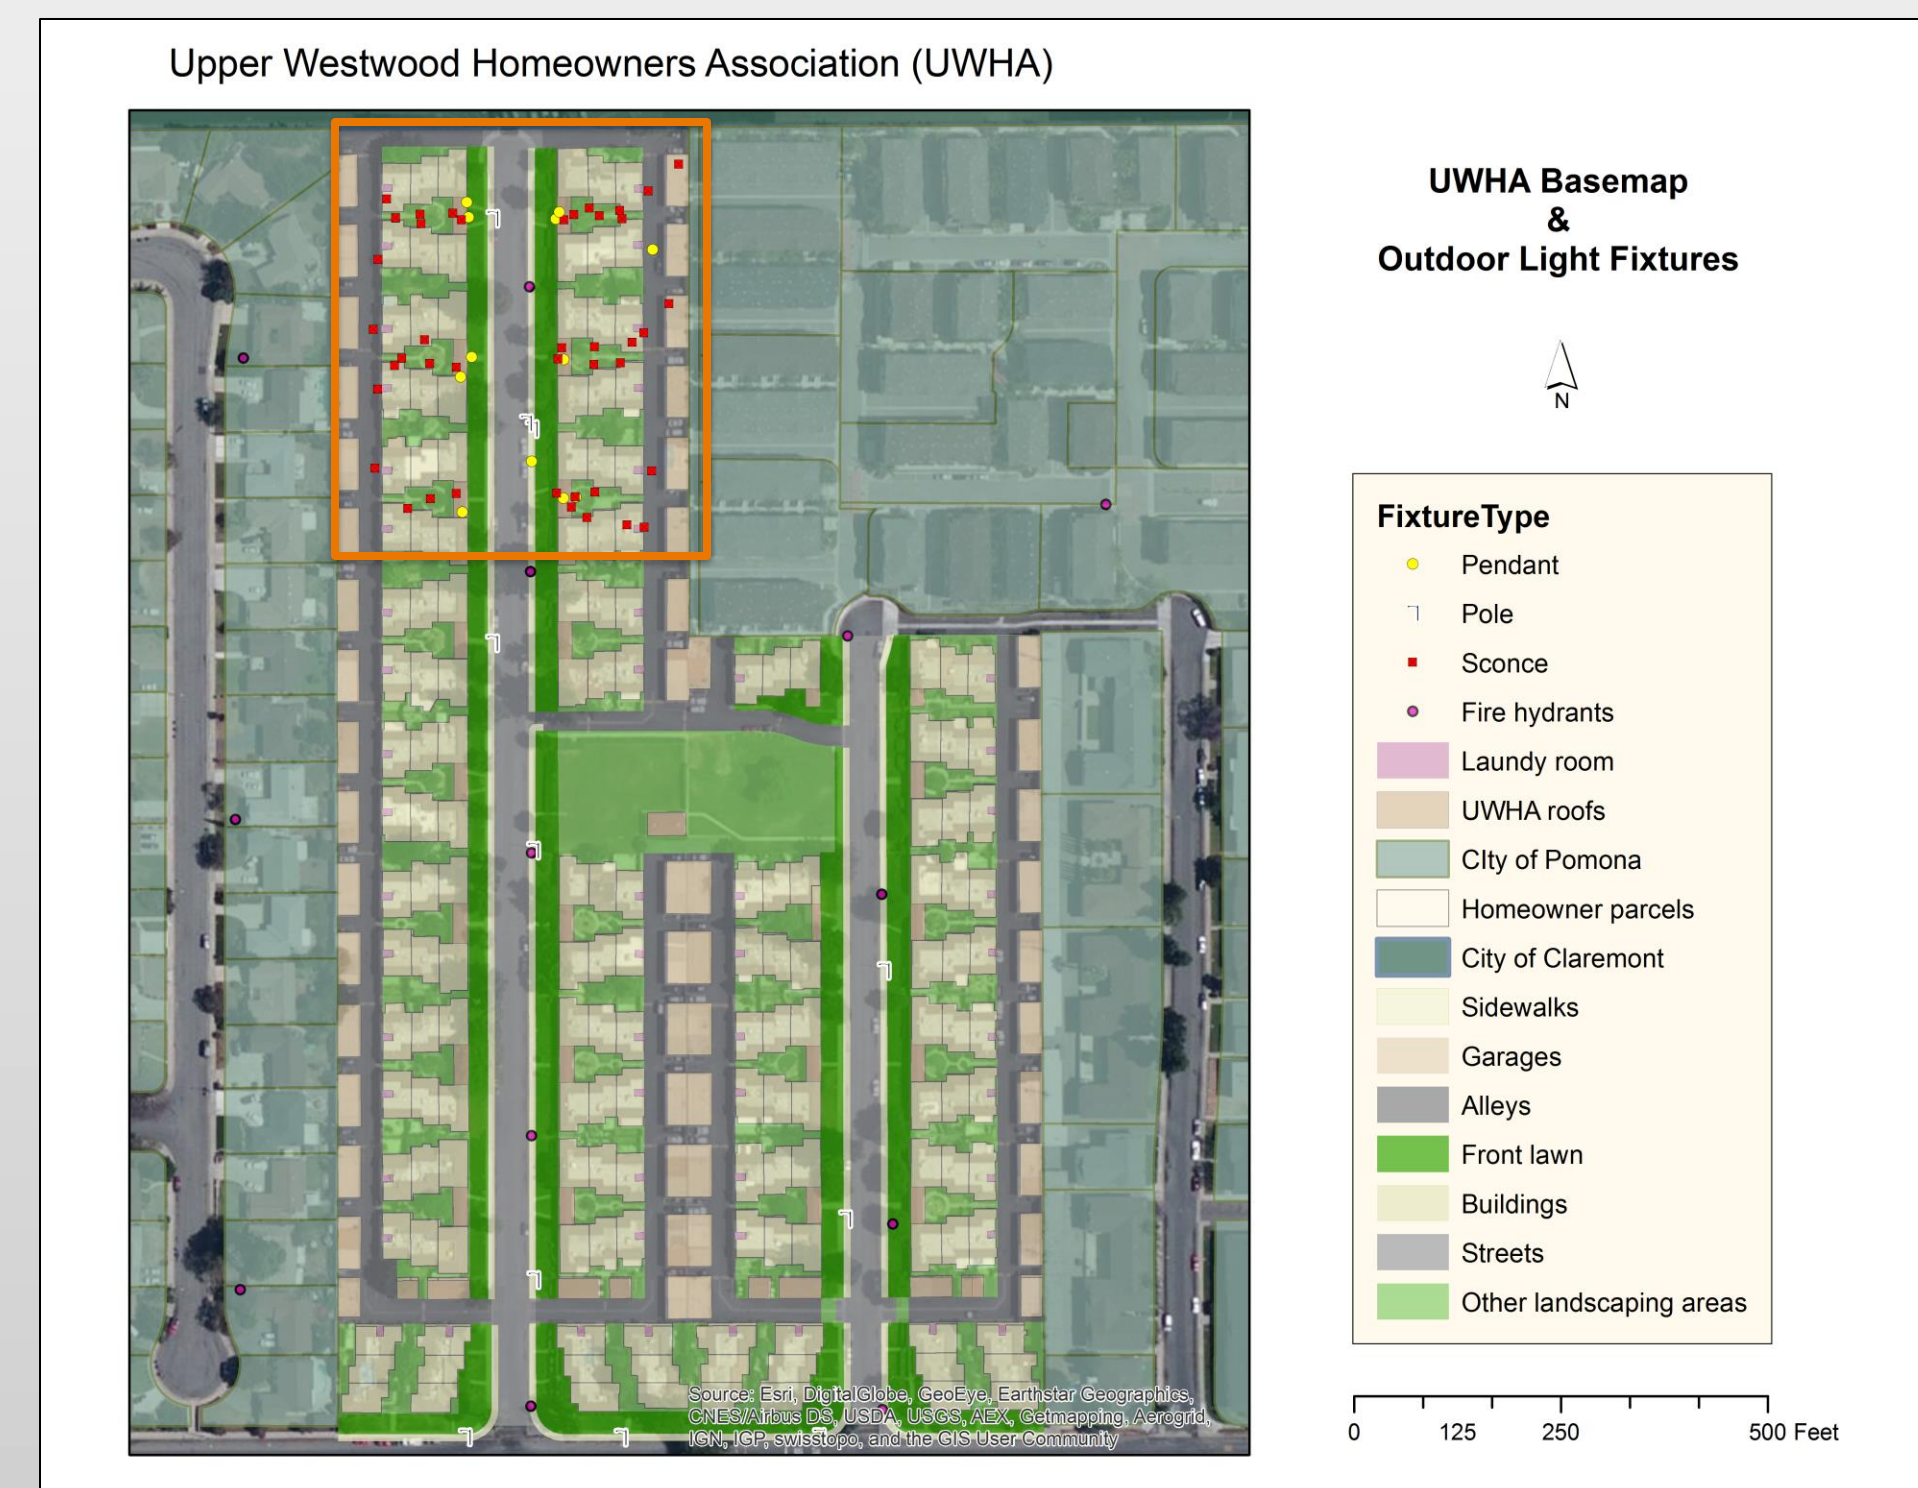 Upper Westwood Homeowners Association (UWHA)
UWHA Basemap
&
Outdoor Light Fixtures
N
FixtureType
Pendant
Pole
Sconce
Fire hydrants
Laundy room
UWHA roofs
CIty of Pomona
Homeowner parcels
City of Claremont
Sidewalks
Garages
Alleys
Front lawn
Buildings
Streets
Other landscaping areas
Source: Esri, DigitalGlobe, GeoEye, Earthstar Geographics,
CNES/Airbus DS, USDA, USGS, AEX, Getmapping, Aerogrid,
IGN, IGP, swisstopo, and the GIS User Community
0 125 250 500 Feet